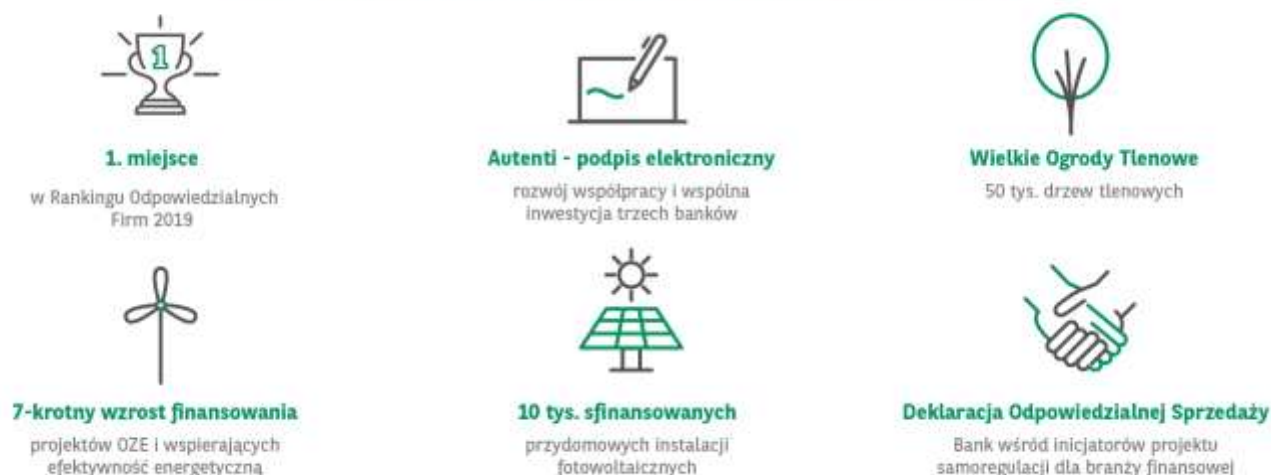 1
1. miejsce
w Rankingu Odpowiedzialnych
Firm 2019
Autenti - podpis elektroniczny
rozwój współpracy i wspólna
inwestycja trzech banków
Wielkie Ogrody Tlenowe
50 tys. drzew tlenowych
7-krotny wzrost finansowania
projektów OZE i wspierających
efektywność energetyczną
10 tys. sfinansowanych
przydomowych instalacji
fotowoltaicznych
Deklaracja Odpowiedzialnej Sprzedaży
Bank wśród inicjatorów projektu
samoregulacji dla branży finansowej